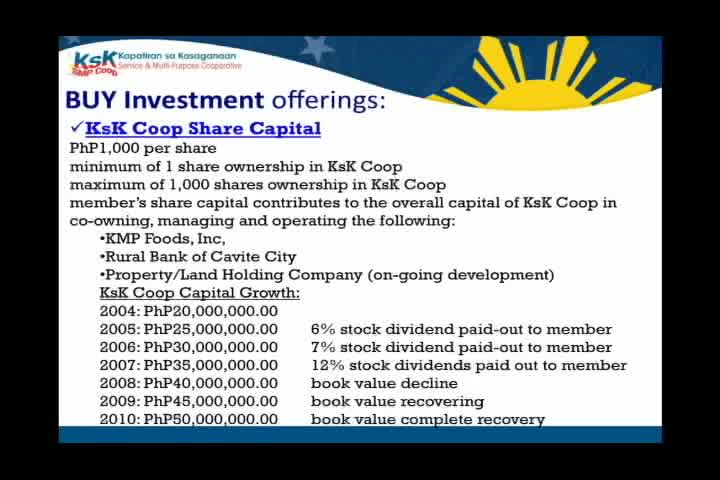 KsK
KMP Coop
Kapatiran sa Kasaganaan
Service & Multi-Purpose Cooperative
BUY Investment offerings:
✓KsK Coop Share Capital
PhP1,000 per share
minimum of 1 share ownership in KsK Coop
maximum of 1,000 shares ownership in KsK Coop
member's share capital contributes to the overall capital of KsK Coop in
co-owning, managing and operating the following:
•KMP Foods, Inc,
•Rural Bank of Cavite City
•Property/Land Holding Company (on-going development)
KsK Coop Capital Growth:
2004: PhP20,000,000.00
2005: PhP25,000,000.00 6% stock dividend paid-out to member
2006: PhP30,000,000.00 7% stock dividend paid-out to member
2007: PhP35,000,000.00 12% stock dividends paid out to member
2008: PhP40,000,000.00 book value decline
2009: PhP45,000,000.00 book value recovering
2010: PhP50,000,000.00 book value complete recovery